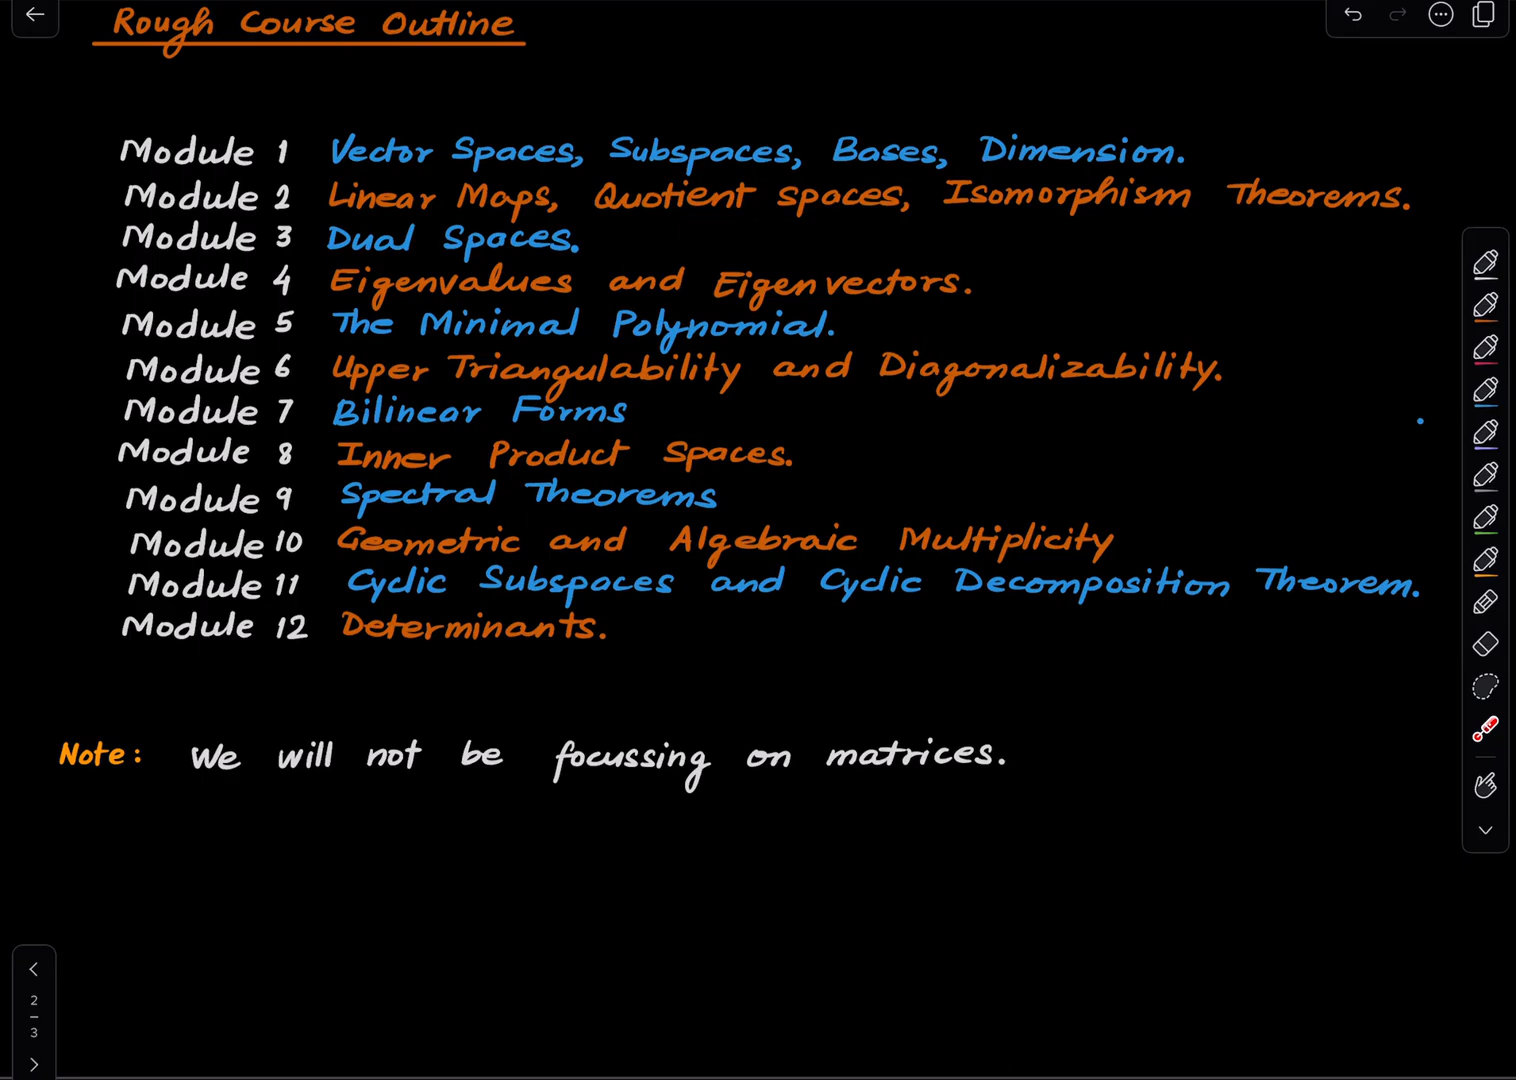 Rough Course Outline
Module 1 Vector Spaces, Subspaces, Bases, Dimension.
Module 2 Linear Maps, Quotient spaces, Isomorphism Theorems.
Module 3 Dual Spaces.
Module 4 Eigenvalues and Eigenvectors.
Module 5 The Minimal Polynomial.
Module 6 Upper Triangulability and Diagonalizability.
Module 7 Bilinear Forms
Module 8 Inner Product Spaces.
Module 9 Spectral Theorems
Module 10 Geometric and Algebraic Multiplicity
Module 11 Cyclic Subspaces and Cyclic Decomposition Theorem.
Module 12 Determinants.
Note: We will not be focussing on matrices.
2
3